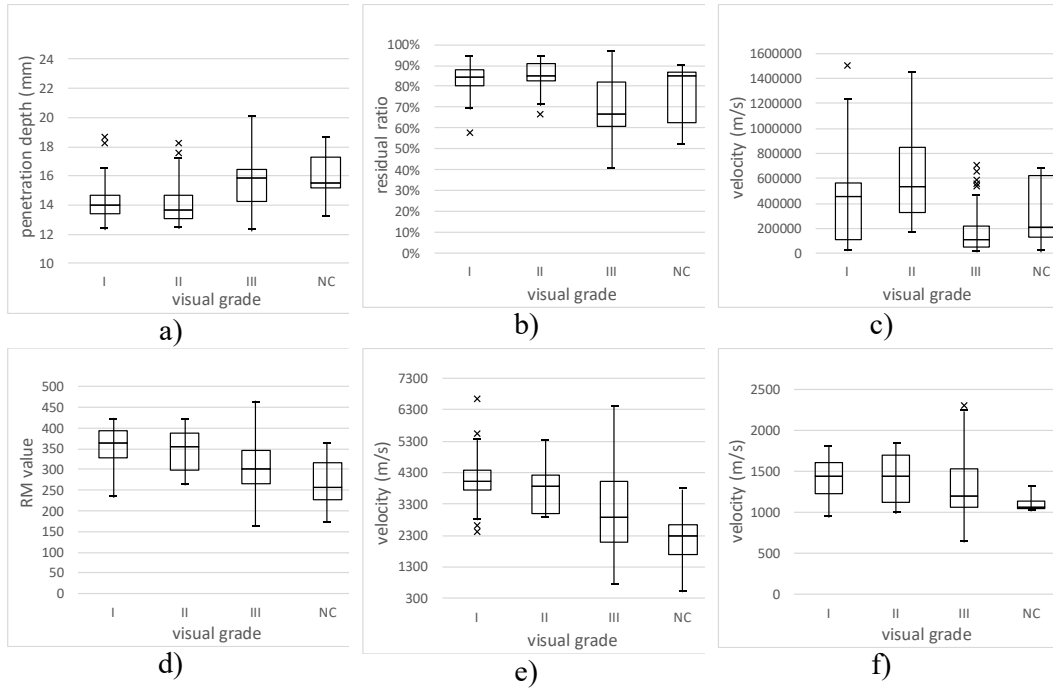 penetration depth (mm)
24
22
20
18
16
14
12
10
I II III NC
visual grade
a)
residual ratio
100%
90%
80%
70%
60%
50%
40%
30%
20%
10%
0%
I II III NC
visual grade
b)
velocity (m/s)
1600000
1400000
1200000
1000000
800000
600000
400000
200000
0
I II III NC
visual grade
c)
RM value
500
450
400
350
300
250
200
150
100
50
0
I II III NC
visual grade
d)
velocity (m/s)
7300
6300
5300
4300
3300
2300
1300
300
I II III NC
visual grade
e)
velocity (m/s)
2500
2000
1500
1000
500
0
I II III NC
visual grade
f)